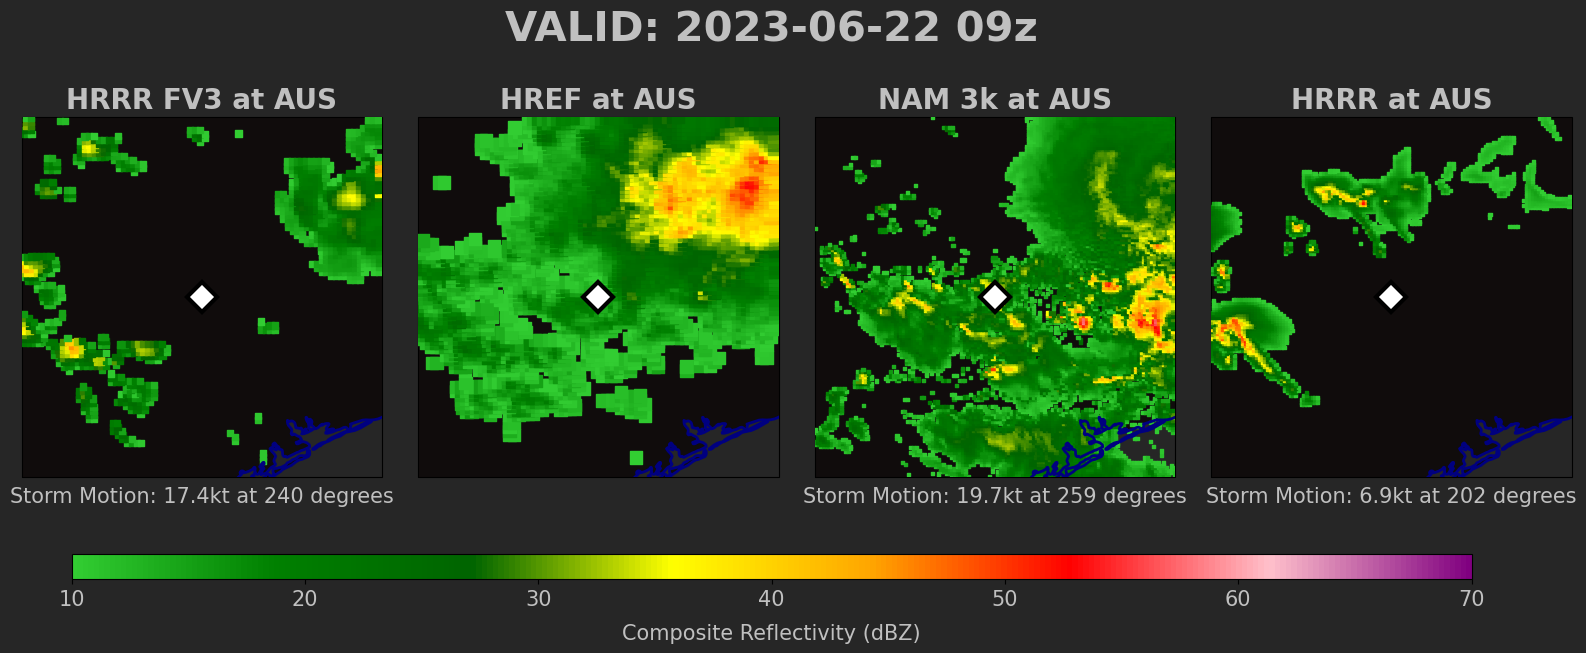 VALID: 2023-06-22 09z
HRRR FV3 at AUS
HREF at AUS
NAM 3k at AUS
HRRR at AUS
Storm Motion: 17.4kt at 240 degrees
Storm Motion: 19.7kt at 259 degrees
Storm Motion: 6.9kt at 202 degrees
10 20 30 40 50 60 70
Composite Reflectivity (dBZ)